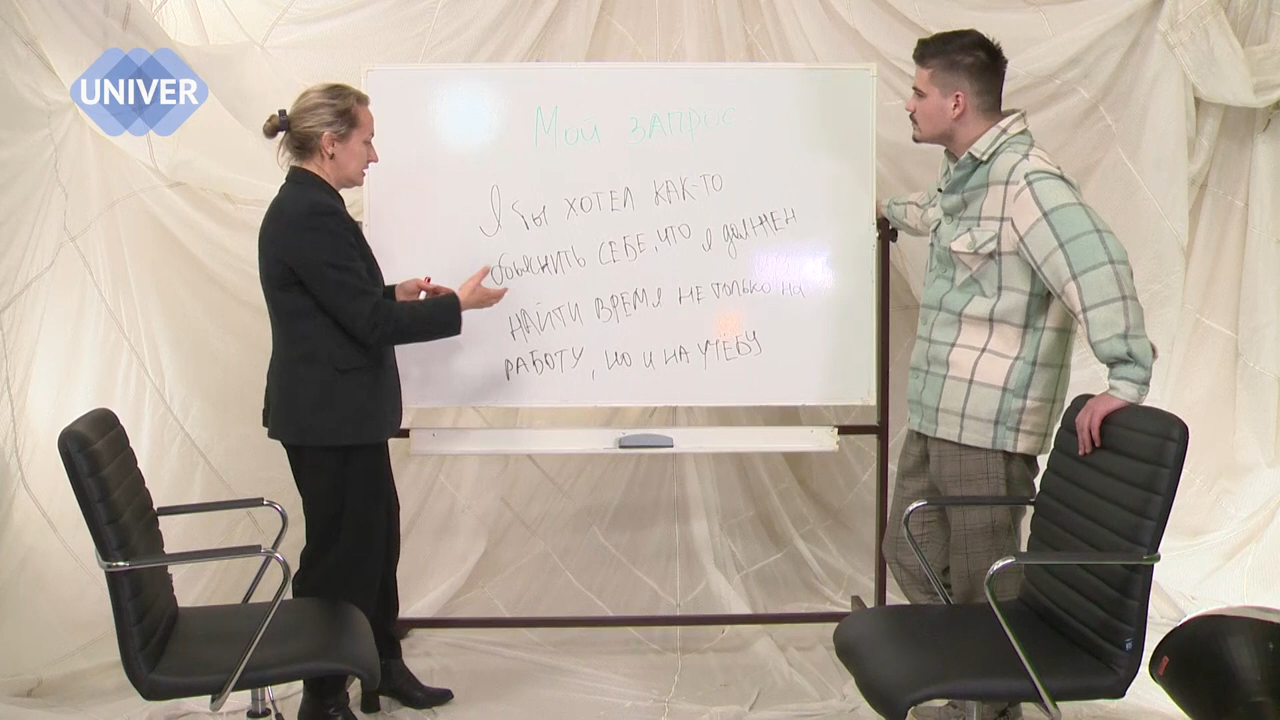 UNIVER
Мой ЗАПРОС
Я бы ХОТЕЛ КАК-ТО
ОБЪЯСНИТЬ СЕБЕ, ЧТО Я ДОЛЖЕН
НАЙТИ ВРЕМЯ НЕ ТОЛЬКО НА
РАБОТУ, НО И НА УЧЁБУ